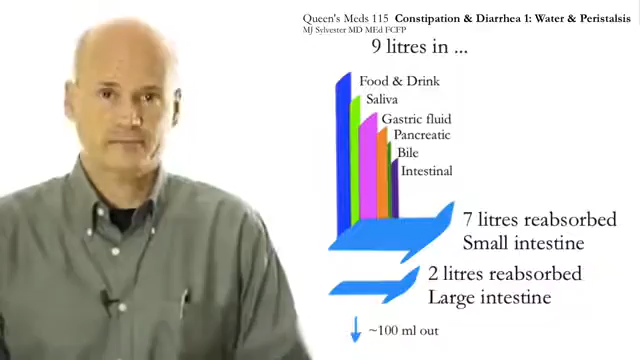 Queen's Meds 115 Constipation & Diarrhea 1: Water & Peristalsis
MJ Sylvester MD MEd FCFP
9 litres in ...
Food & Drink
Saliva
Gastric fluid
Pancreatic
Bile
Intestinal
7 litres reabsorbed
Small intestine
2 litres reabsorbed
Large intestine
~100 ml out